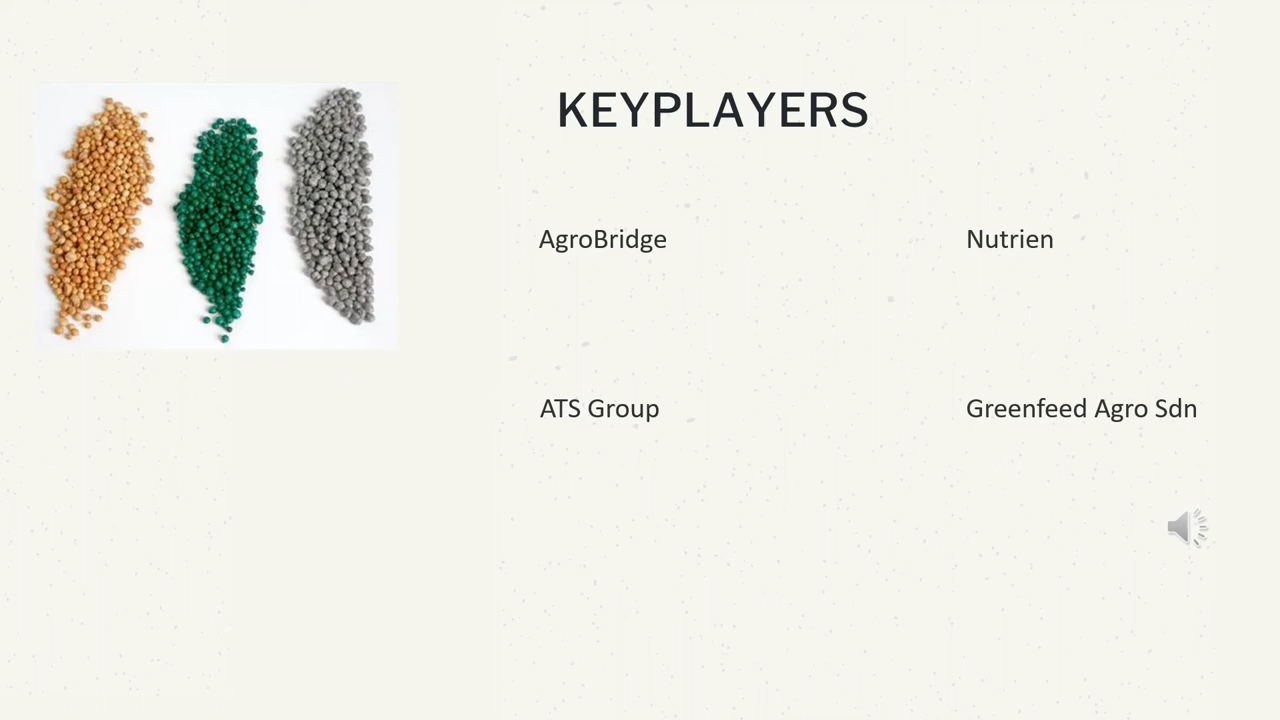 KEYPLAYERS
AgroBridge
Nutrien
ATS Group
Greenfeed Agro Sdn